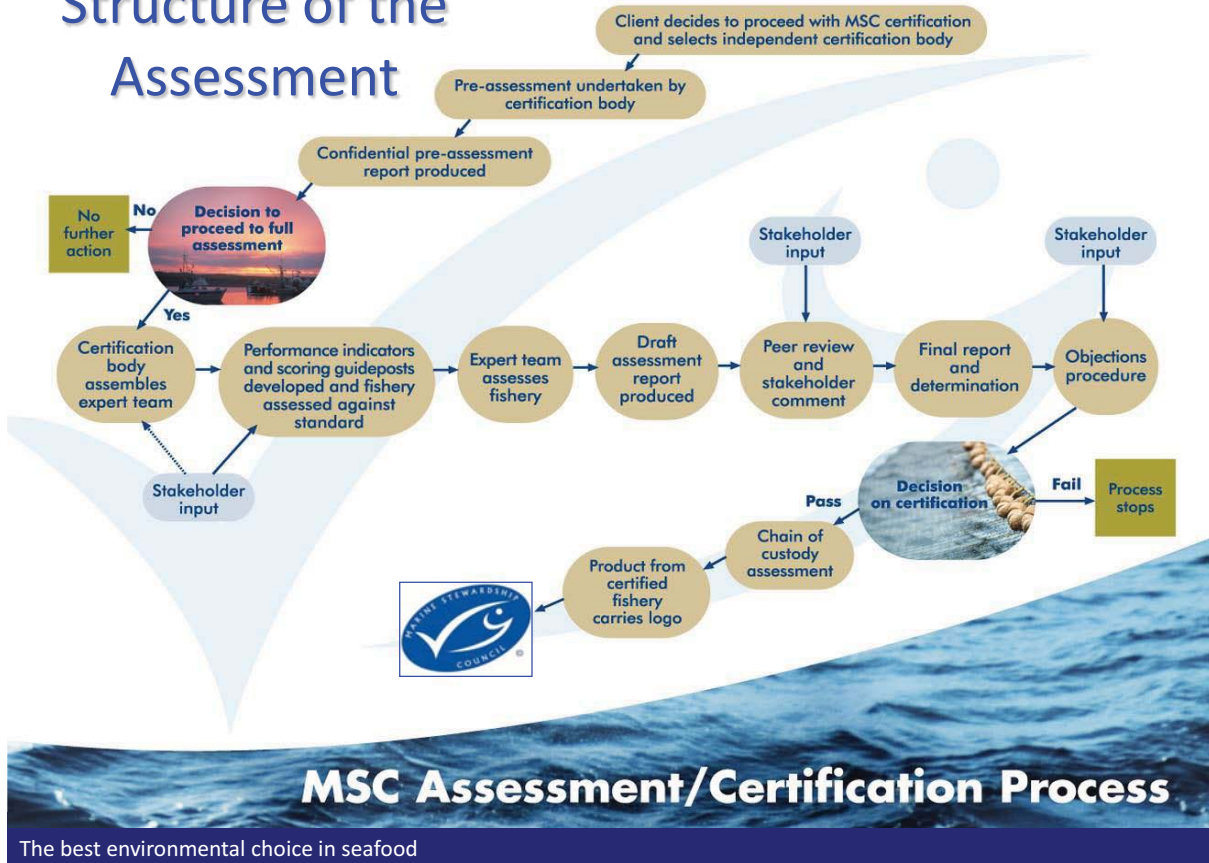 Structure of the
Assessment
Client decides to proceed with MSC certification
and selects independent certification body
Pre-assessment undertaken by
certification body
Confidential pre-assessment
report produced
Decision to
proceed to full
assessment
No
No
further
action
Yes
Stakeholder
input
Stakeholder
input
Certification
body
assembles
expert team
Performance indicators
and scoring guideposts
developed and fishery
assessed against
standard
Expert team
assesses
fishery
Draft
assessment
report
produced
Peer review
and
stakeholder
comment
Final report
and
determination
Objections
procedure
Stakeholder
input
Decision
on certification
Fail
Process
stops
Pass
Chain of
custody
assessment
Product from
certified
fishery
carries logo
MARINE STEWARDSHIP
COUNCIL
®
MSC Assessment/Certification Process
The best environmental choice in seafood